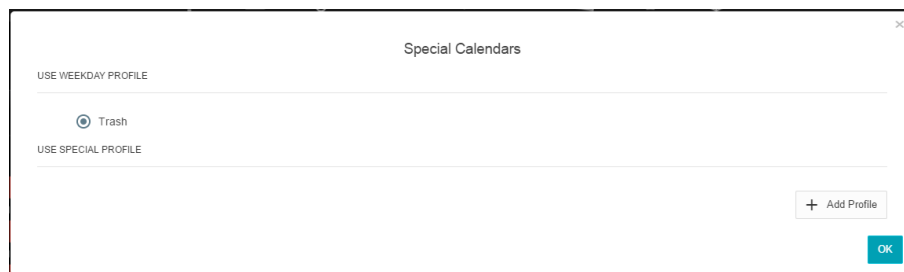 Special Calendars
USE WEEKDAY PROFILE
Trash
USE SPECIAL PROFILE
+ Add Profile
OK